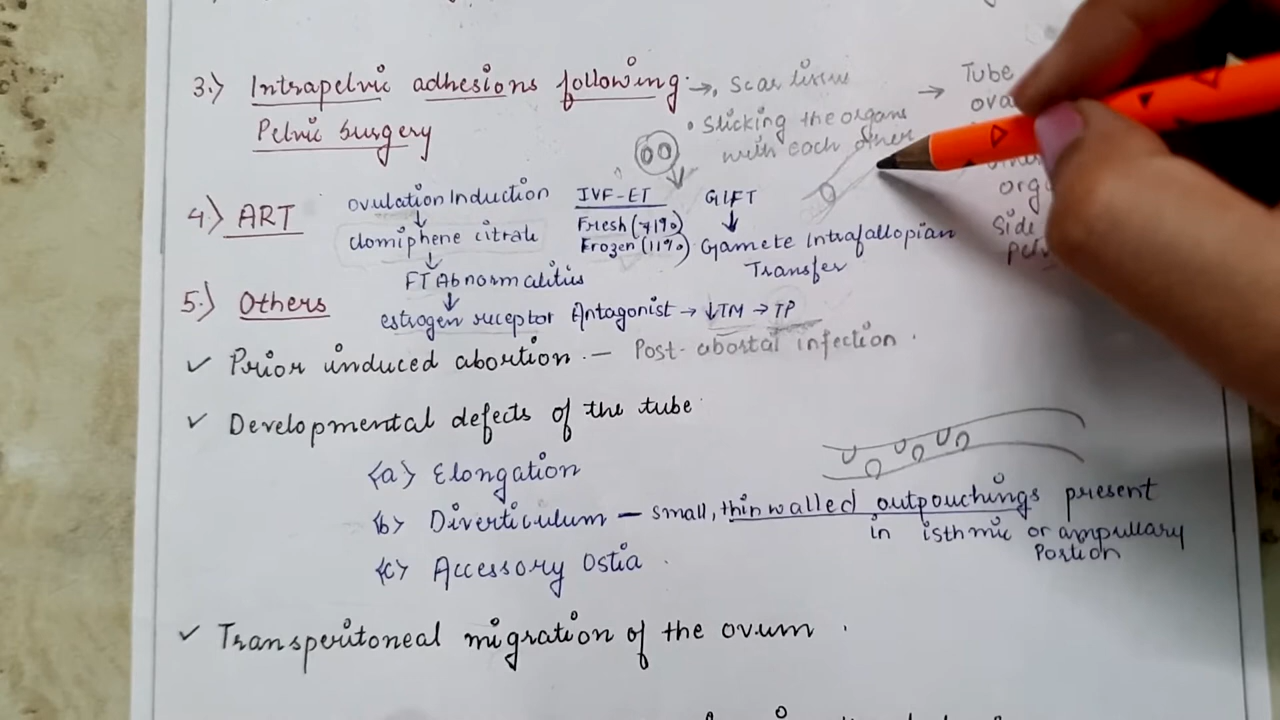 3.) Intrapelvic adhesions following → • Scar tissue → Tube
Pelvic surgery • Sticking the organs
with each other
Side
4.) ART ovulation Induction IVF-ET GIFT
↓ Fresh ( ↓
clomiphene citrate Frozen (11%) Gamete Intrafallopian
↓ Transfer
FT Abnormalities
5.) Others ↓
estrogen receptor Antagonist → ↓TM → TP
✓ Prior induced abortion. — Post-abortal infection.
✓ Developmental defects of the tube
(a) Elongation
(b) Diverticulum — small, thin walled outpouchings present
in isthmic or ampullary
Portion
(c) Accessory Ostia.
✓ Transperitoneal migration of the ovum.